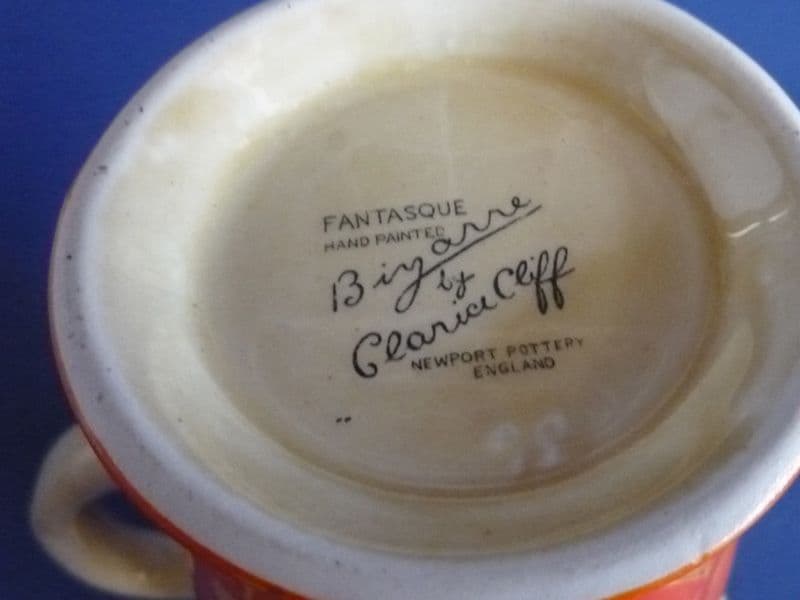 FANTASQUE
HAND PAINTED
Bizarre
by
Clarice Cliff
NEWPORT POTTERY
ENGLAND